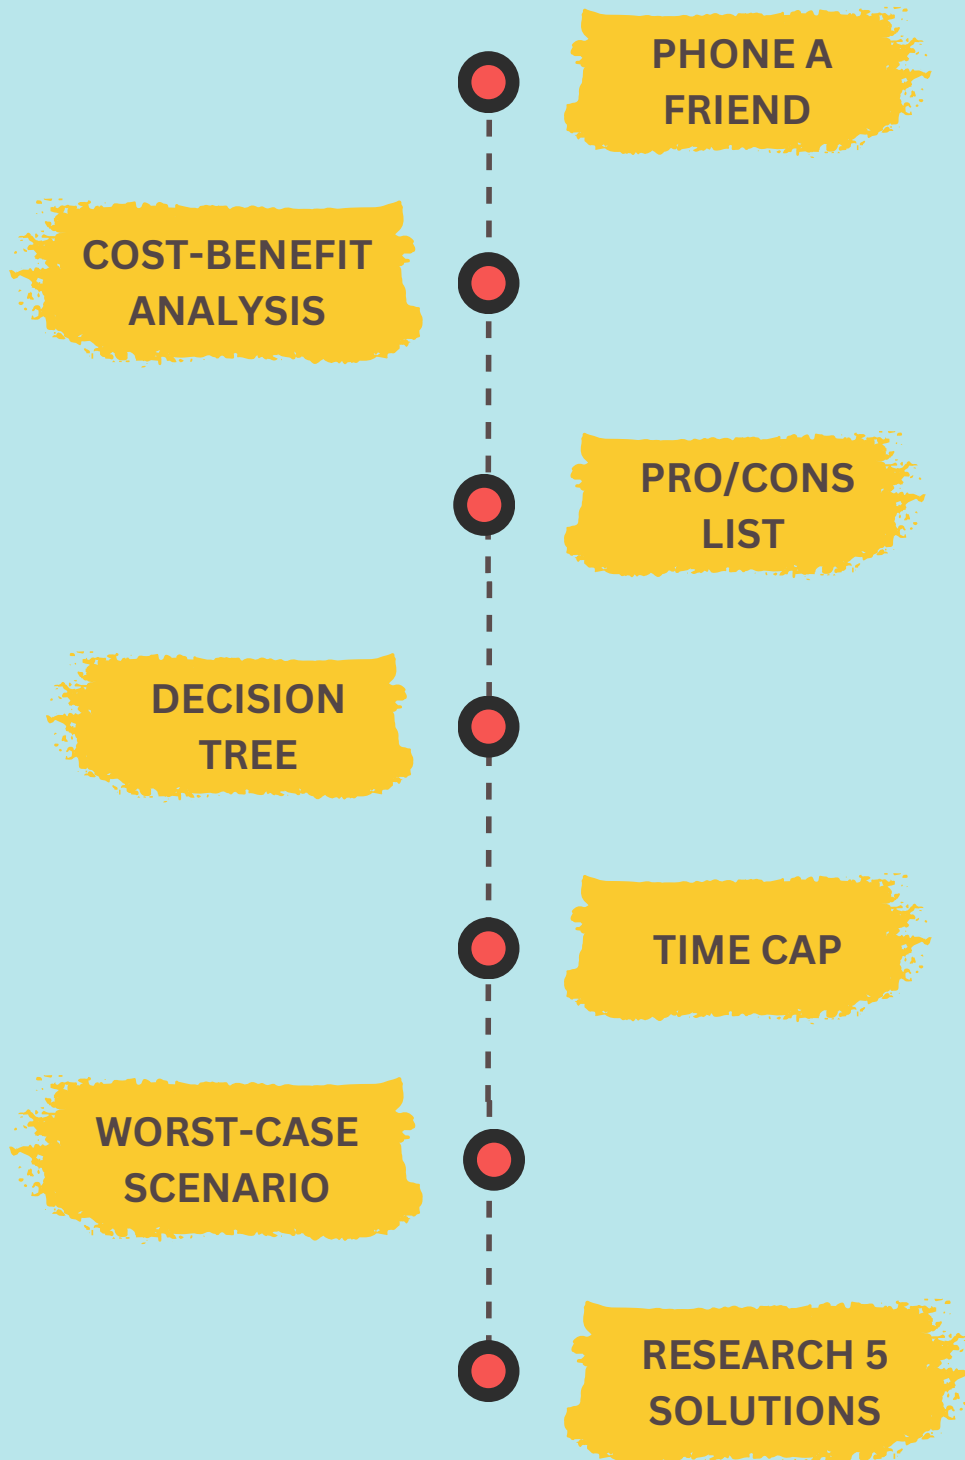 PHONE A
FRIEND
COST-BENEFIT
ANALYSIS
PRO/CONS
LIST
DECISION
TREE
TIME CAP
WORST-CASE
SCENARIO
RESEARCH 5
SOLUTIONS